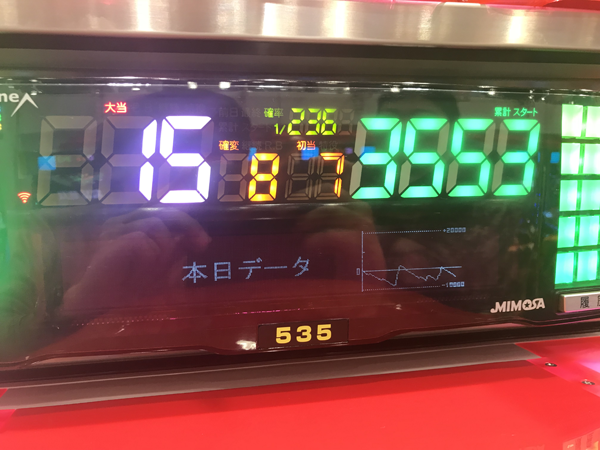 大当
確率
累計 スタート
15
1/236
3553
確変
初当
8
7
本日データ
+20000
0
MIMOSA
535